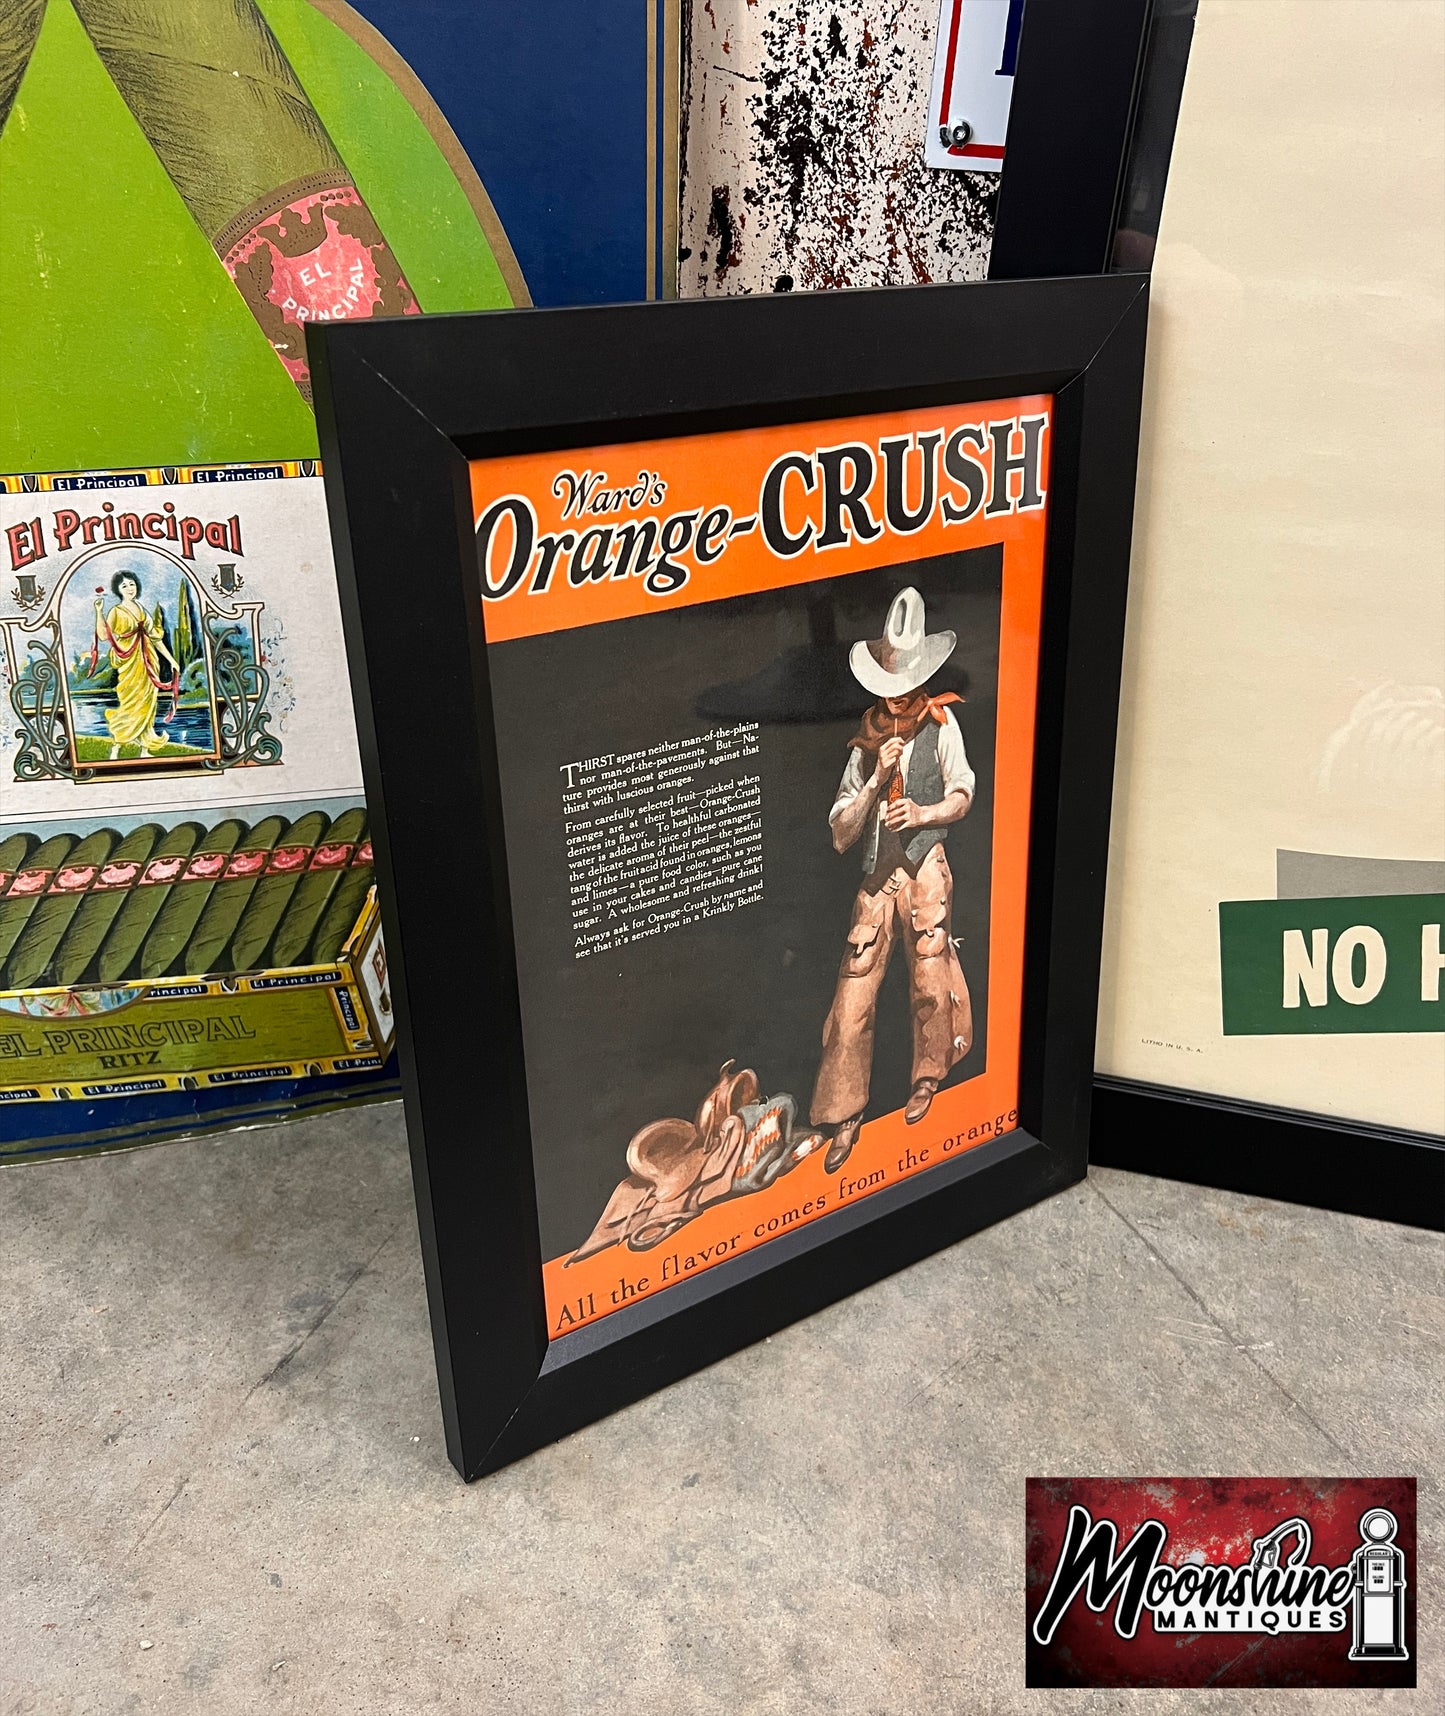 EL
PRINCIPAL
El Principal El Principal
El Principal
rincipal El Principal
EL PRINCIPAL
RITZ
Principal
ncipal El Principal El Principal El Princ
Ward's
Orange-CRUSH
THIRST spares neither man-of-the-plains
nor man-of-the-pavements. But—Na-
ture provides most generously against that
thirst with luscious oranges.
From carefully selected fruit—picked when
oranges are at their best—Orange-Crush
derives its flavor. To healthful carbonated
water is added the juice of these oranges—
the delicate aroma of their peel—the zestful
tang of the fruit acid found in oranges, lemons
and limes—a pure food color, such as you
use in your cakes and candies—pure cane
sugar. A wholesome and refreshing drink!
Always ask for Orange-Crush by name and
see that it's served you in a Krinkly Bottle.
All the flavor comes from the orange
NO H
LITHO IN U. S. A.
Moonshine
MANTIQUES